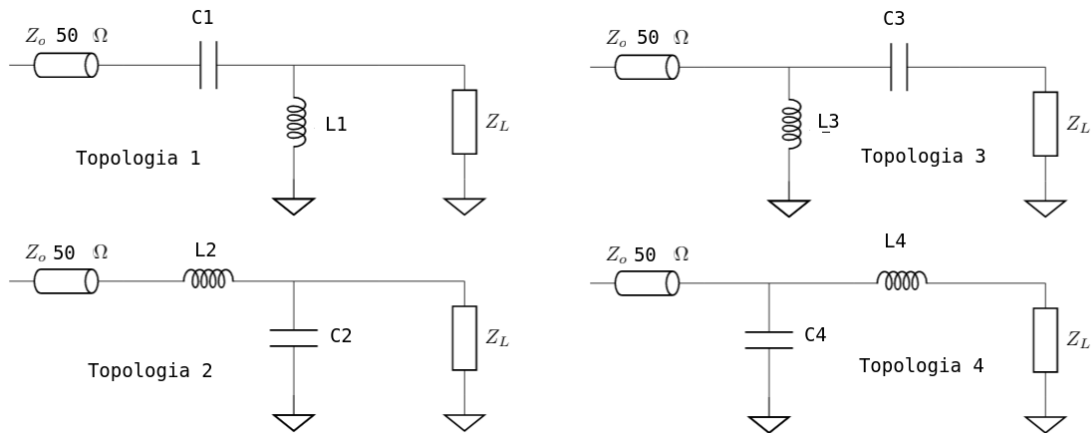 C1
Zo 50 Ω
L1
ZL
Topologia 1
C3
Zo 50 Ω
L3
ZL
Topologia 3
L2
Zo 50 Ω
C2
ZL
Topologia 2
L4
Zo 50 Ω
C4
ZL
Topologia 4